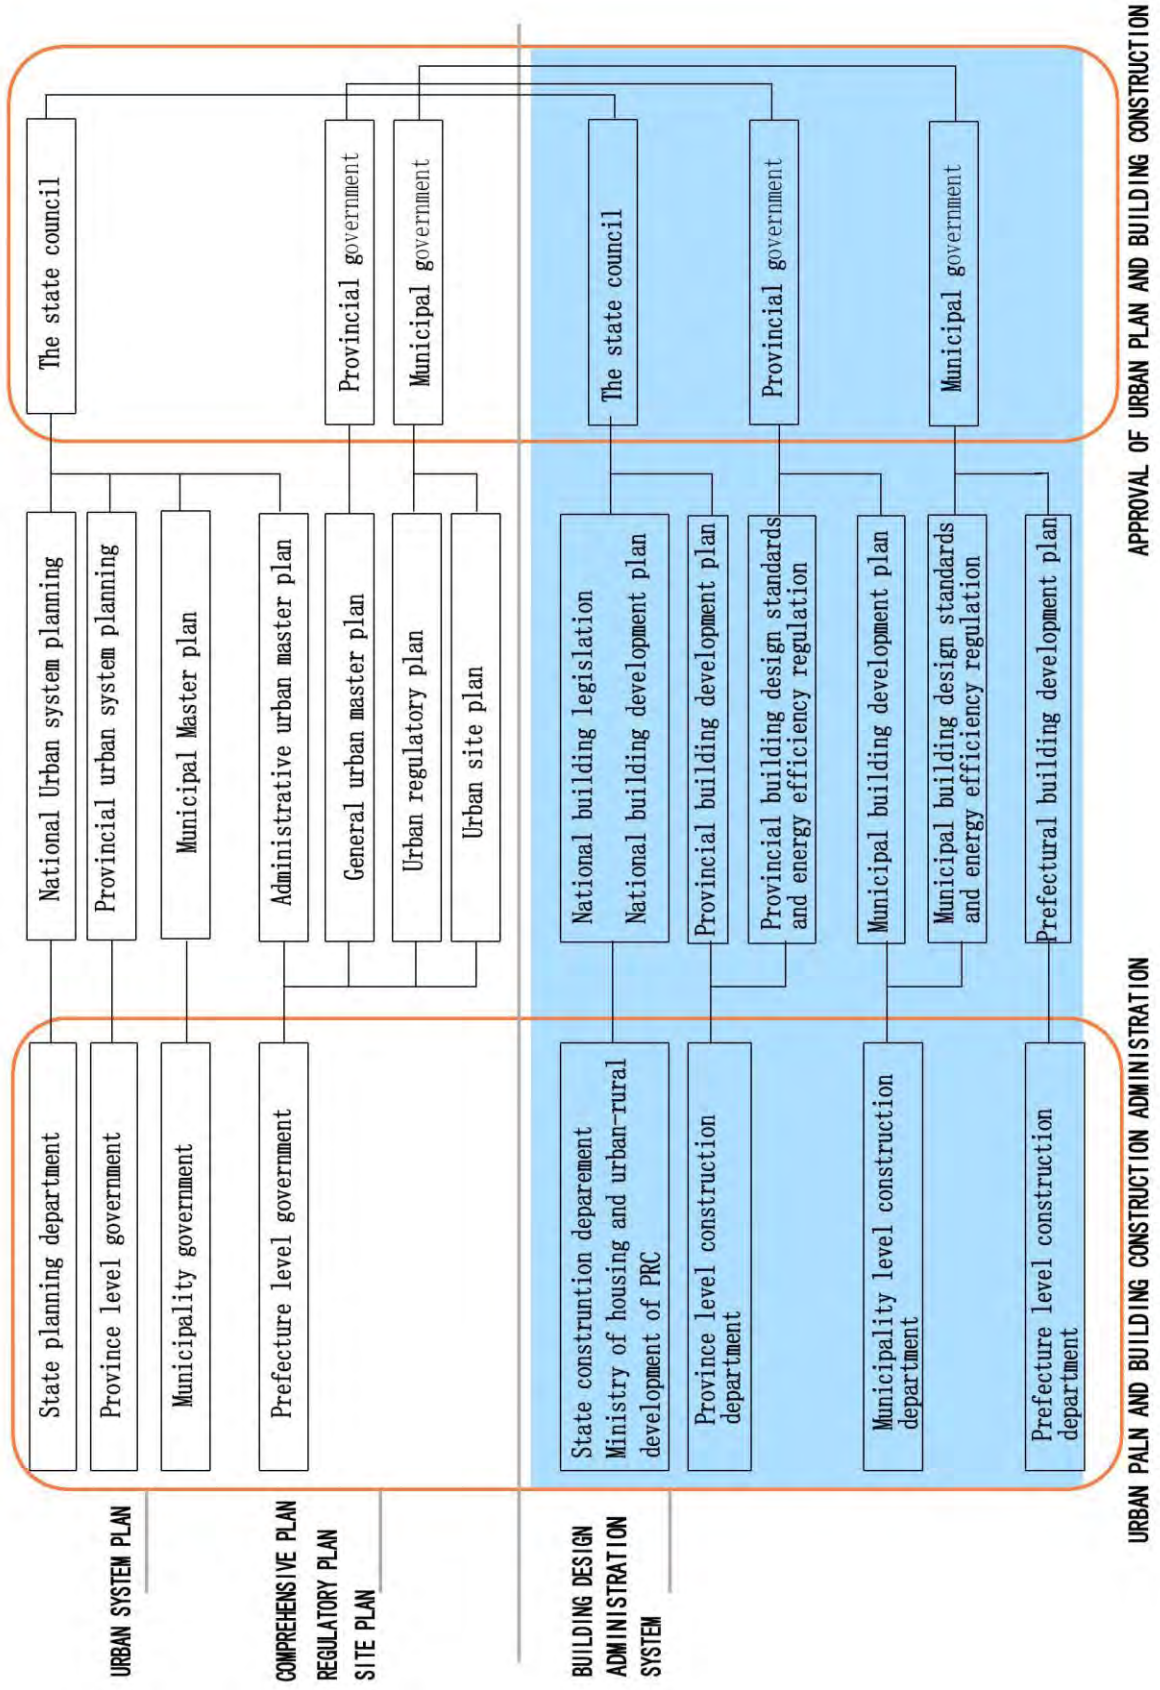 URBAN SYSTEM PLAN
COMPREHENSIVE PLAN
REGULATORY PLAN
SITE PLAN
BUILDING DESIGN
ADMINISTRATION
SYSTEM
State planning department
Province level government
Municipality government
Prefecture level government
State construntion deparement
Ministry of housing and urban-rural
development of PRC
Province level construction
department
Municipality level construction
department
Prefecture level construction
department
National Urban system planning
Provincial urban system planning
Municipal Master plan
Administrative urban master plan
General urban master plan
Urban regulatory plan
Urban site plan
National building legislation
National building development plan
Provincial building development plan
Provincial building design standards
and energy efficiency regulation
Municipal building development plan
Municipal building design standards
and energy efficiency regulation
Prefectural building development plan
The state council
Provincial government
Municipal government
The state council
Provincial government
Municipal government
URBAN PALN AND BUILDING CONSTRUCTION ADMINISTRATION
APPROVAL OF URBAN PLAN AND BUILDING CONSTRUCTION